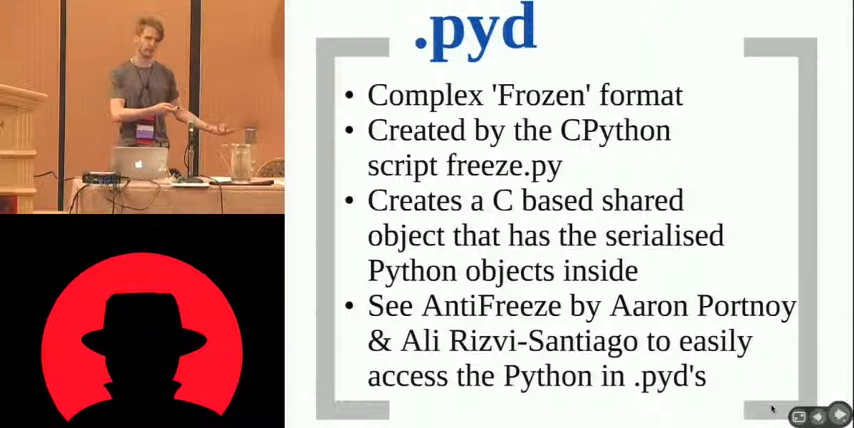 .pyd
• Complex 'Frozen' format
• Created by the CPython
script freeze.py
• Creates a C based shared
object that has the serialised
Python objects inside
• See AntiFreeze by Aaron Portnoy
& Ali Rizvi-Santiago to easily
access the Python in .pyd's